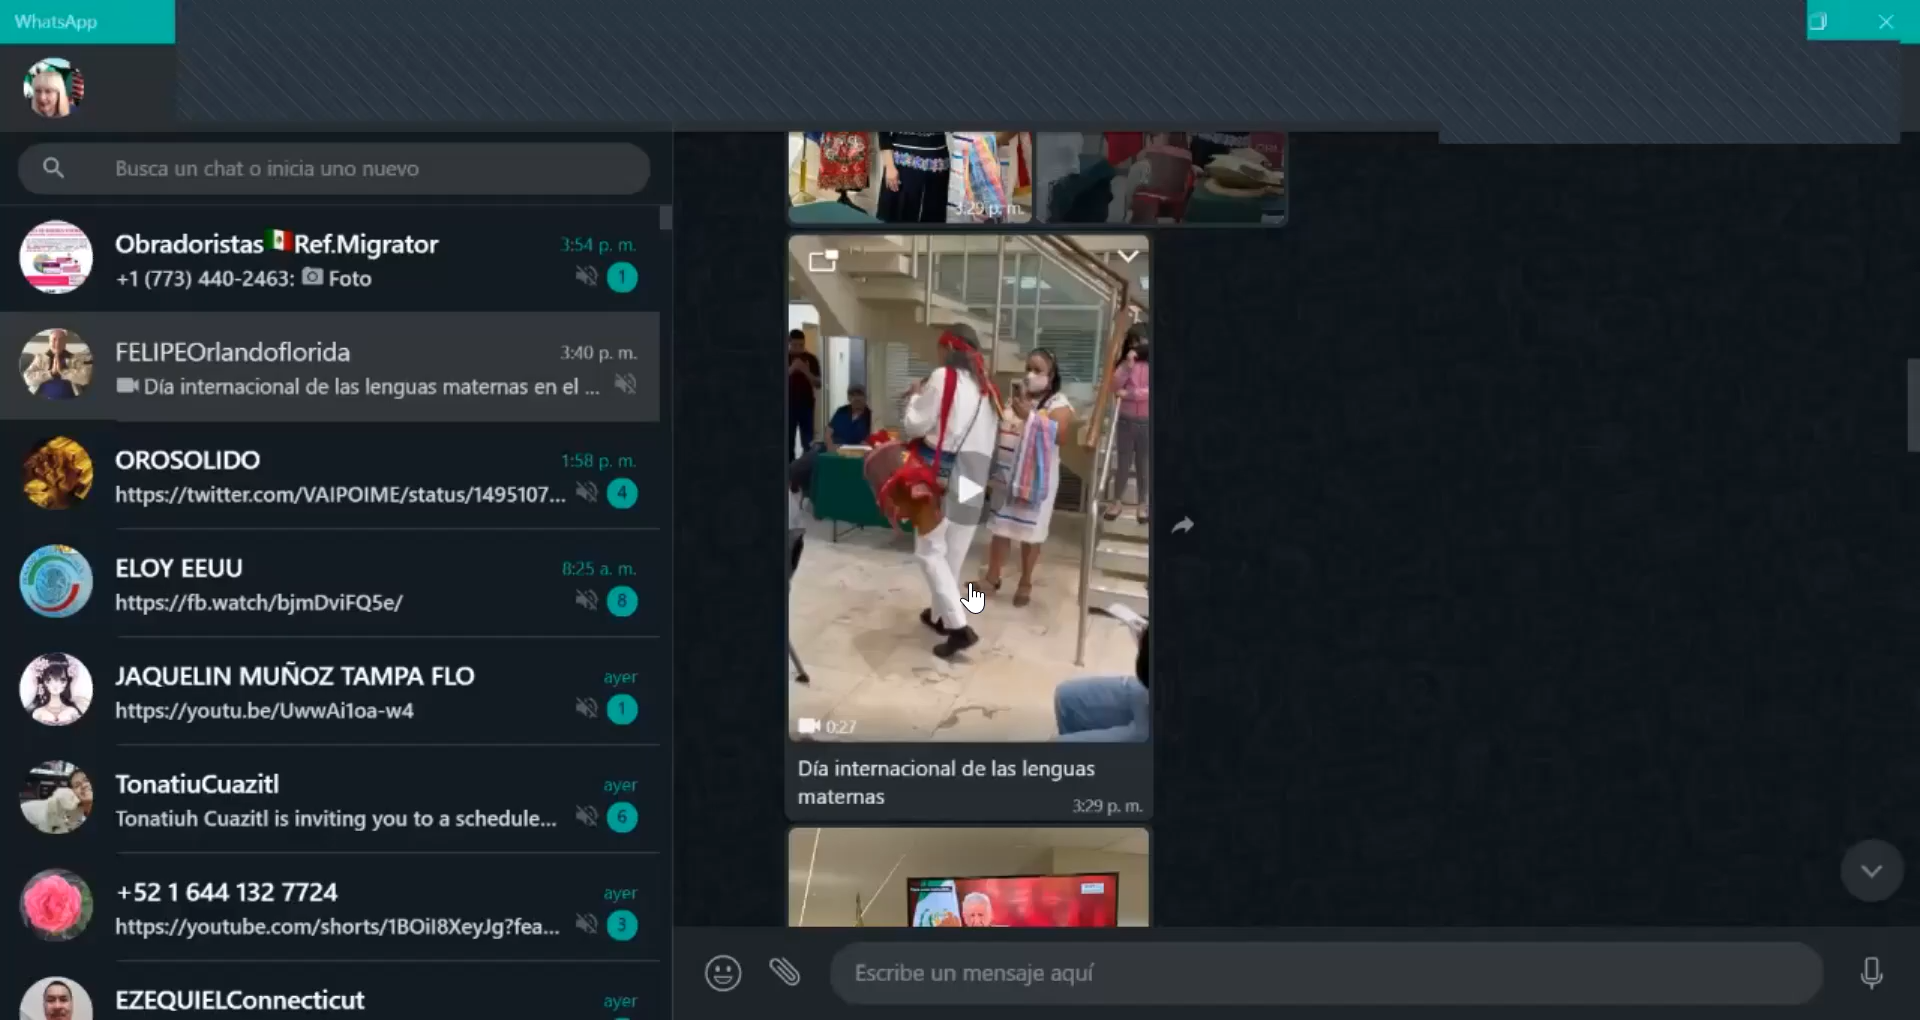 WhatsApp
Busca un chat o inicia uno nuevo
Obradoristas🇲🇽Ref.Migrator
3:54 p. m.
+1 (773) 440-2463: Foto
1
FELIPEOrlandoflorida
3:40 p. m.
Día internacional de las lenguas maternas en el ...
OROSOLIDO
1:58 p. m.
https://twitter.com/VAIPOIME/status/1495107...
4
ELOY EEUU
8:25 a. m.
https://fb.watch/bjmDviFQ5e/
8
JAQUELIN MUÑOZ TAMPA FLO
ayer
https://youtu.be/UwwAi1oa-w4
1
TonatiuCuazitl
ayer
Tonatiuh Cuazitl is inviting you to a schedule...
6
+52 1 644 132 7724
ayer
https://youtube.com/shorts/1BOiI8XeyJg?fea...
3
EZEQUIELConnecticut
ayer
3:29 p. m.
0:27
Día internacional de las lenguas
maternas
3:29 p. m.
Escribe un mensaje aquí